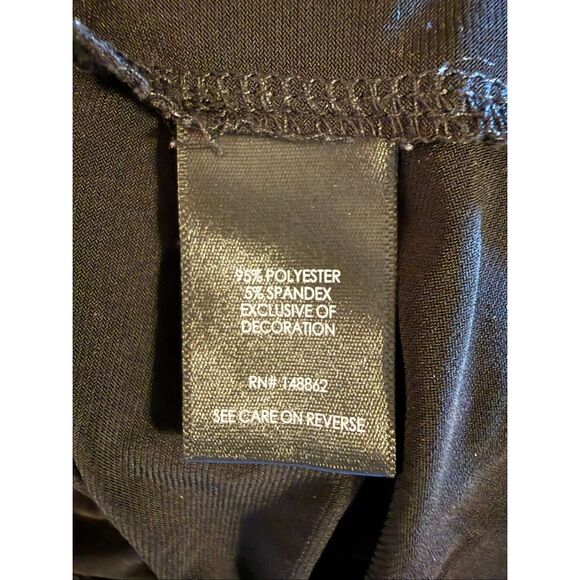 95% POLYESTER
5% SPANDEX
EXCLUSIVE OF
DECORATION
RN# 148862
SEE CARE ON REVERSE